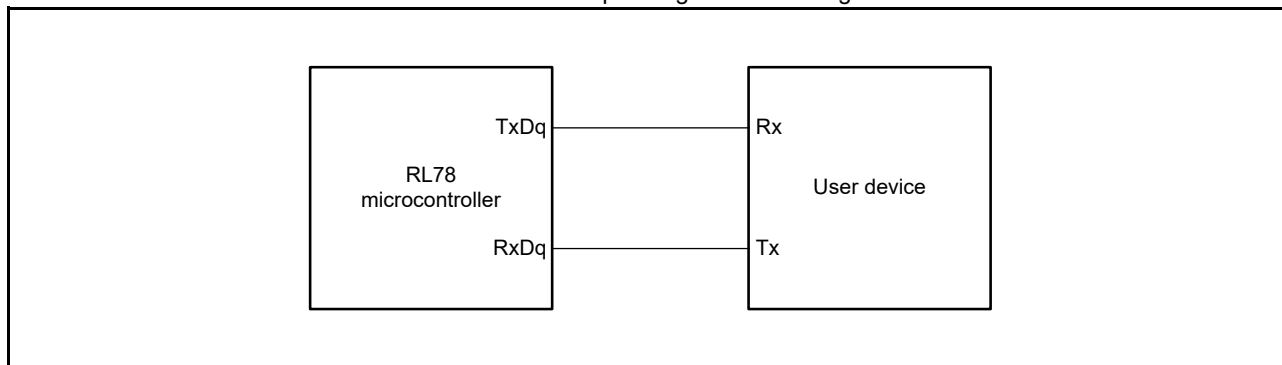 TxDq
Rx
RL78
microcontroller
User device
RxDq
Tx